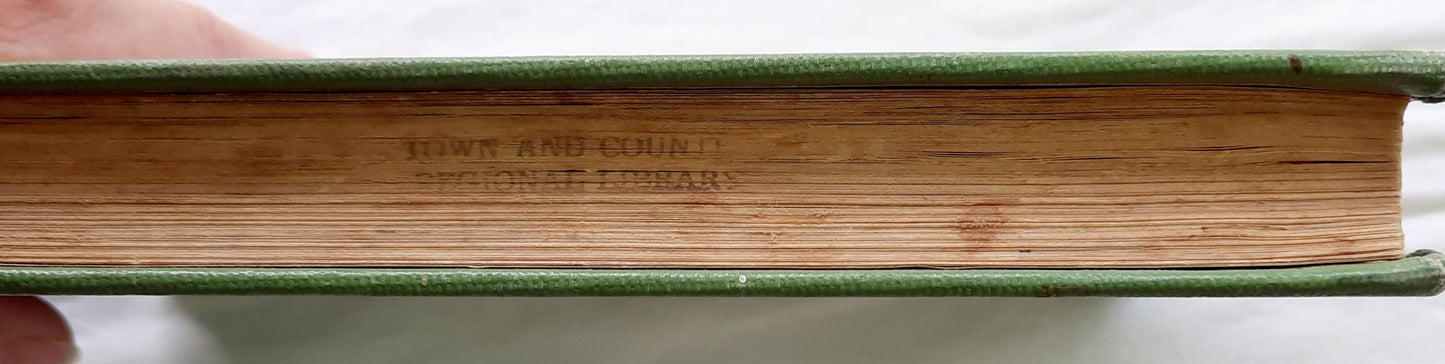 TOWN AND COUNTY
REGIONAL LIBRARY